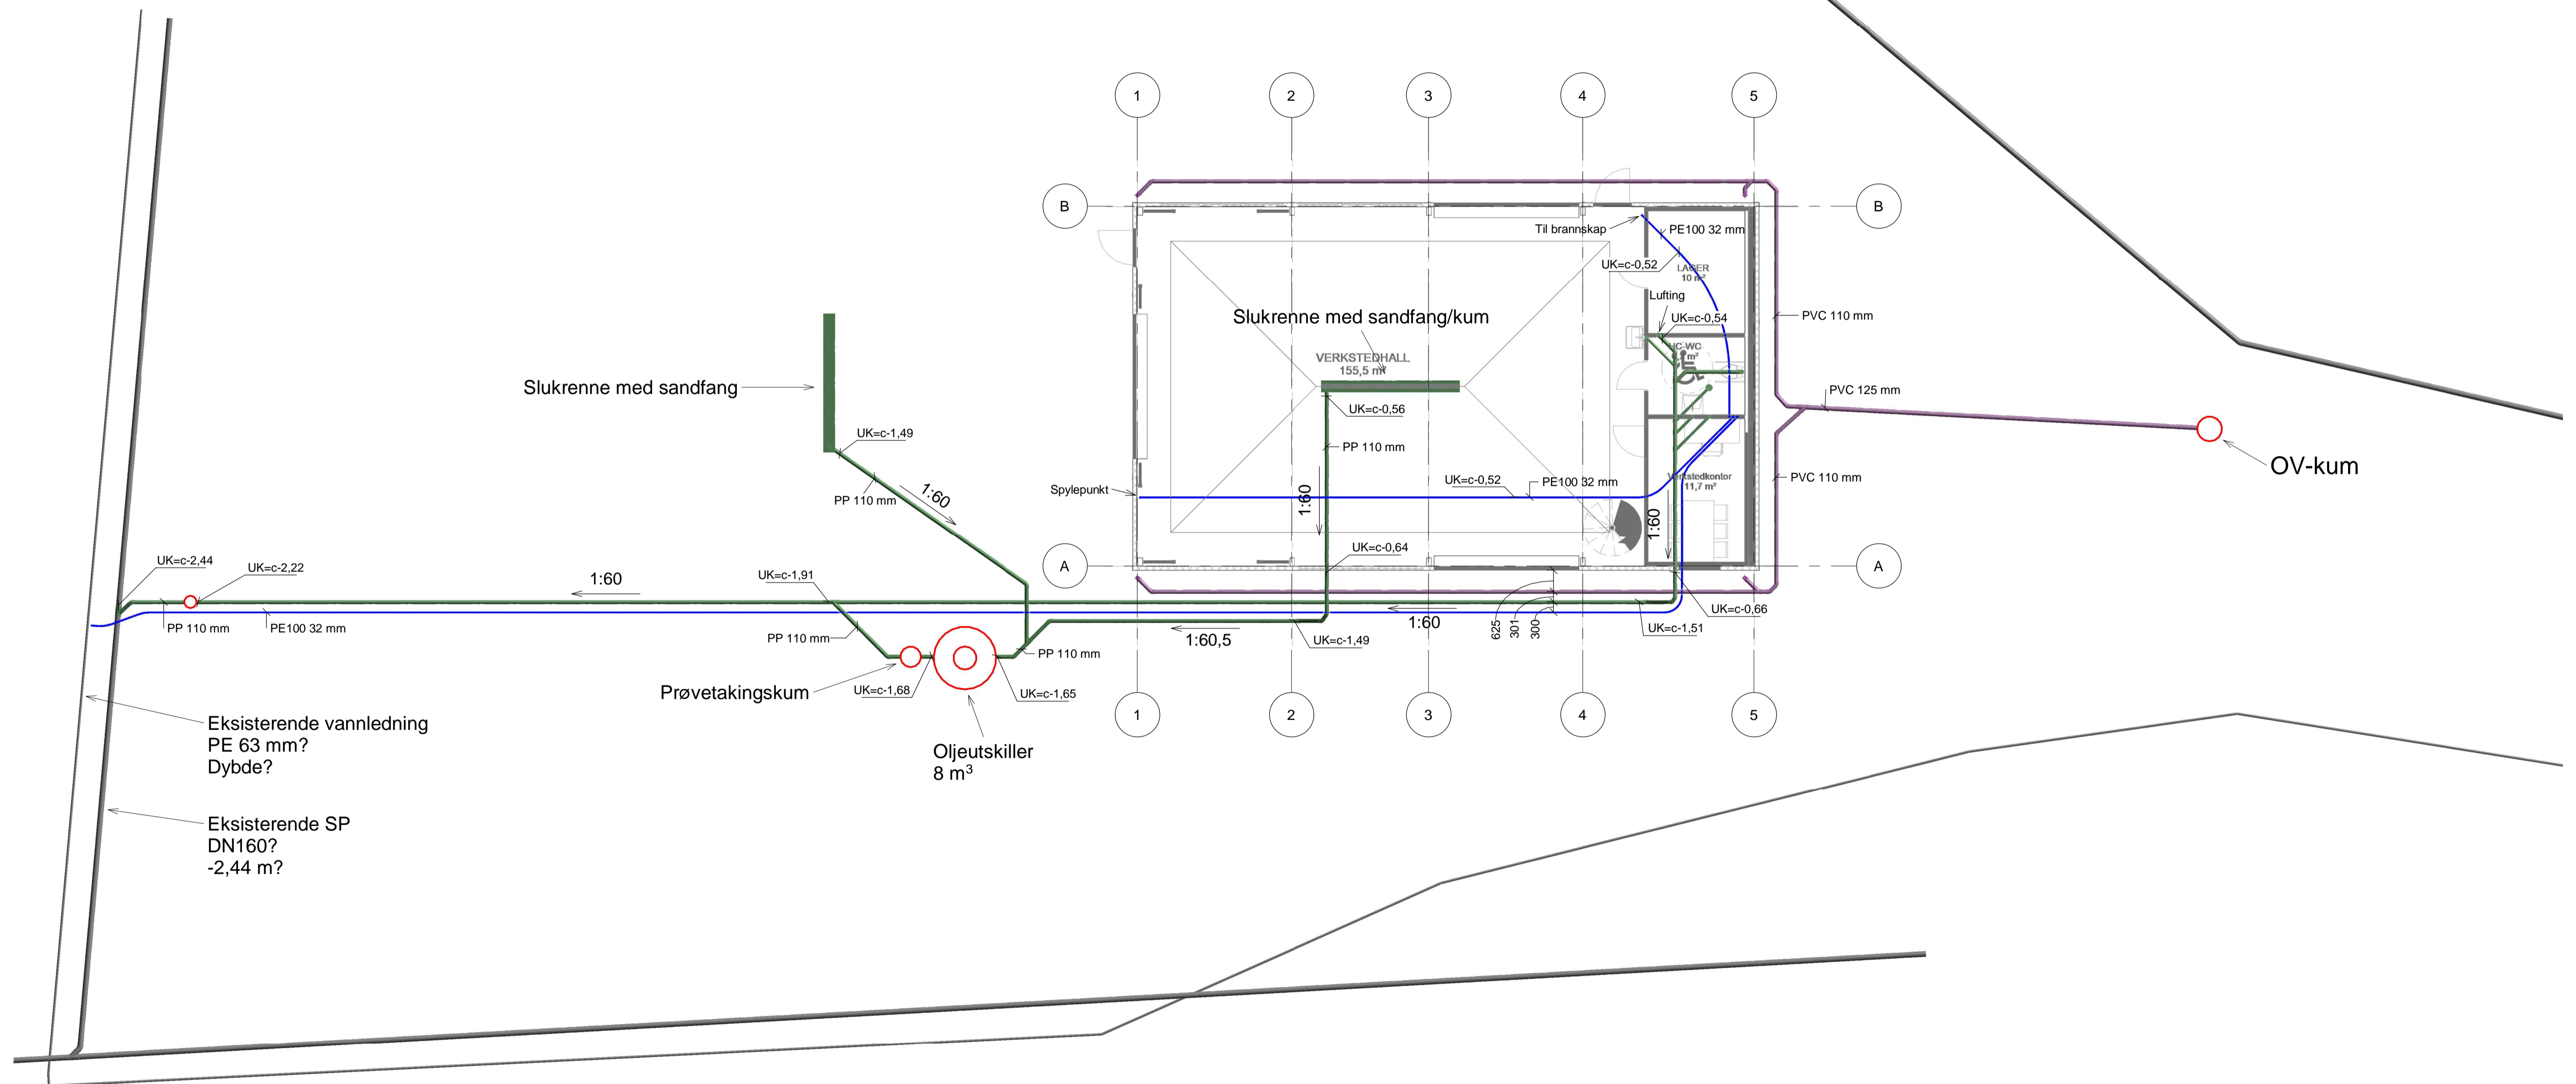 1
2
3
4
5
B
B
Til brannskap
PE100 32 mm
UK=c-0,52
LAGER
10 m²
Lufting
UK=c-0,54
Slukrenne med sandfang/kum
PVC 110 mm
VERKSTEDHALL
155,5 m²
HC-WC
m²
Slukrenne med sandfang
PVC 125 mm
UK=c-0,56
UK=c-1,49
PP 110 mm
OV-kum
1:60
PP 110 mm
Spylepunkt
1:60
UK=c-0,52
PE100 32 mm
Verkstedkontor
11,7 m²
PVC 110 mm
1:60
UK=c-0,64
A
A
UK=c-2,44
UK=c-2,22
1:60
UK=c-1,91
PP 110 mm
PE100 32 mm
PP 110 mm
1:60,5
UK=c-1,49
1:60
625
301
300
UK=c-0,66
UK=c-1,51
PP 110 mm
Prøvetakingskum
UK=c-1,68
UK=c-1,65
1
2
3
4
5
Eksisterende vannledning
PE 63 mm?
Dybde?
Oljeutskiller
8 m³
Eksisterende SP
DN160?
-2,44 m?